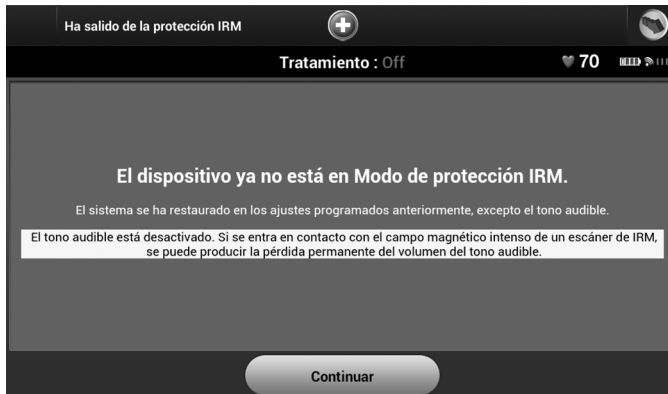 Ha salido de la protección IRM
Tratamiento : Off
70
El dispositivo ya no está en Modo de protección IRM.
El sistema se ha restaurado en los ajustes programados anteriormente, excepto el tono audible.
El tono audible está desactivado. Si se entra en contacto con el campo magnético intenso de un escáner de IRM,
se puede producir la pérdida permanente del volumen del tono audible.
Continuar